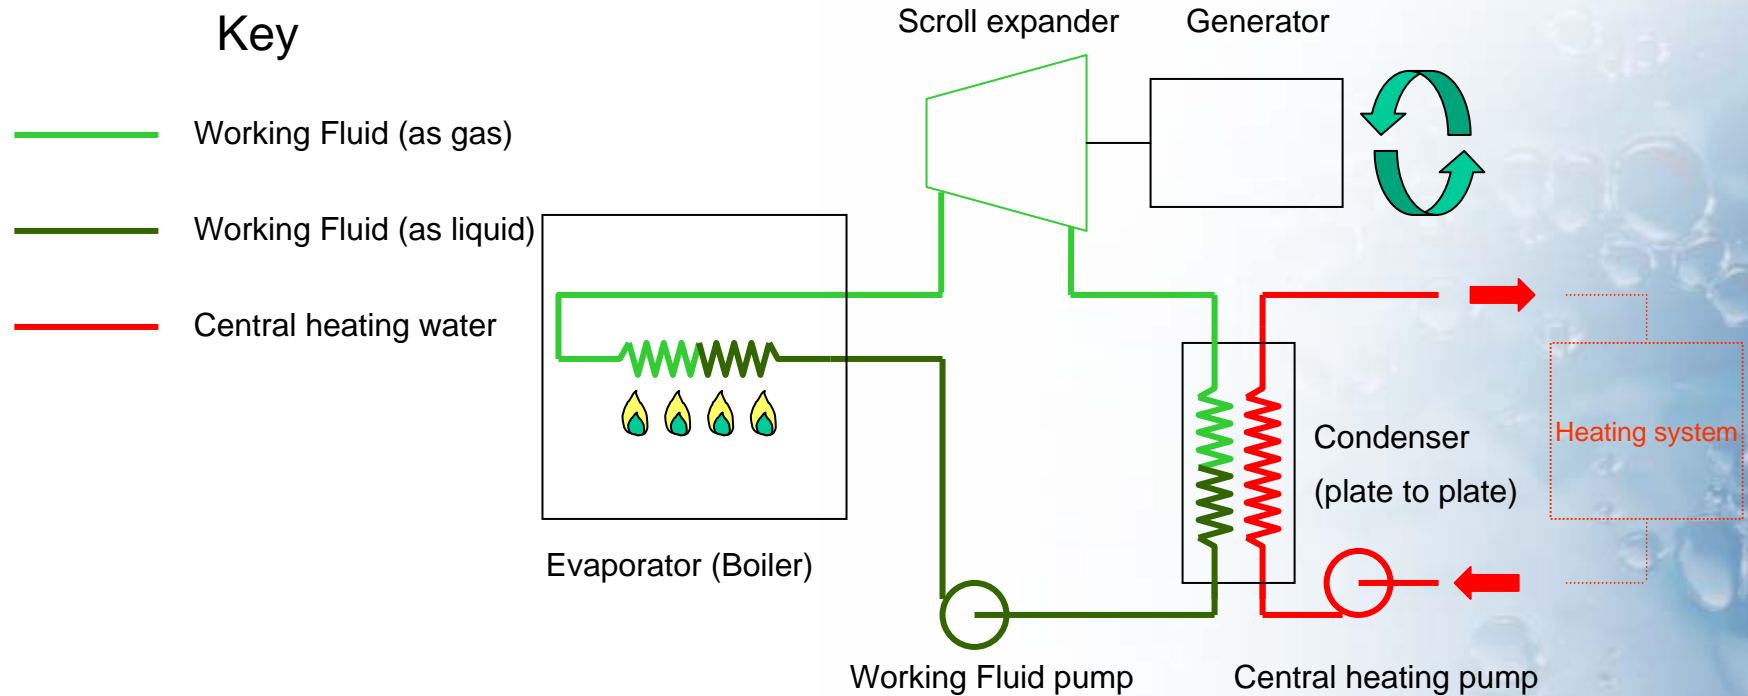 Key
Scroll expander
Generator
Working Fluid (as gas)
Working Fluid (as liquid)
Central heating water
Condenser
(plate to plate)
Heating system
Evaporator (Boiler)
Working Fluid pump
Central heating pump